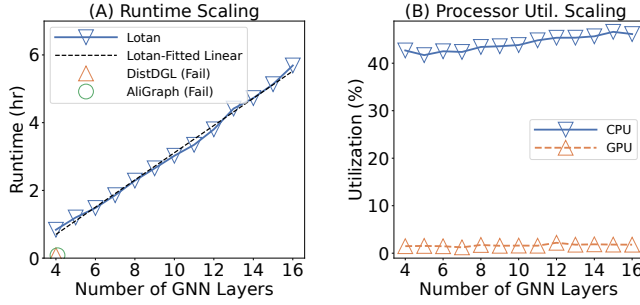 (A) Runtime Scaling
Lotan
Lotan-Fitted Linear
DistDGL (Fail)
AliGraph (Fail)
Runtime (hr)
6
4
2
0
4 6 8 10 12 14 16
Number of GNN Layers
(B) Processor Util. Scaling
CPU
GPU
Utilization (%)
40
20
0
4 6 8 10 12 14 16
Number of GNN Layers